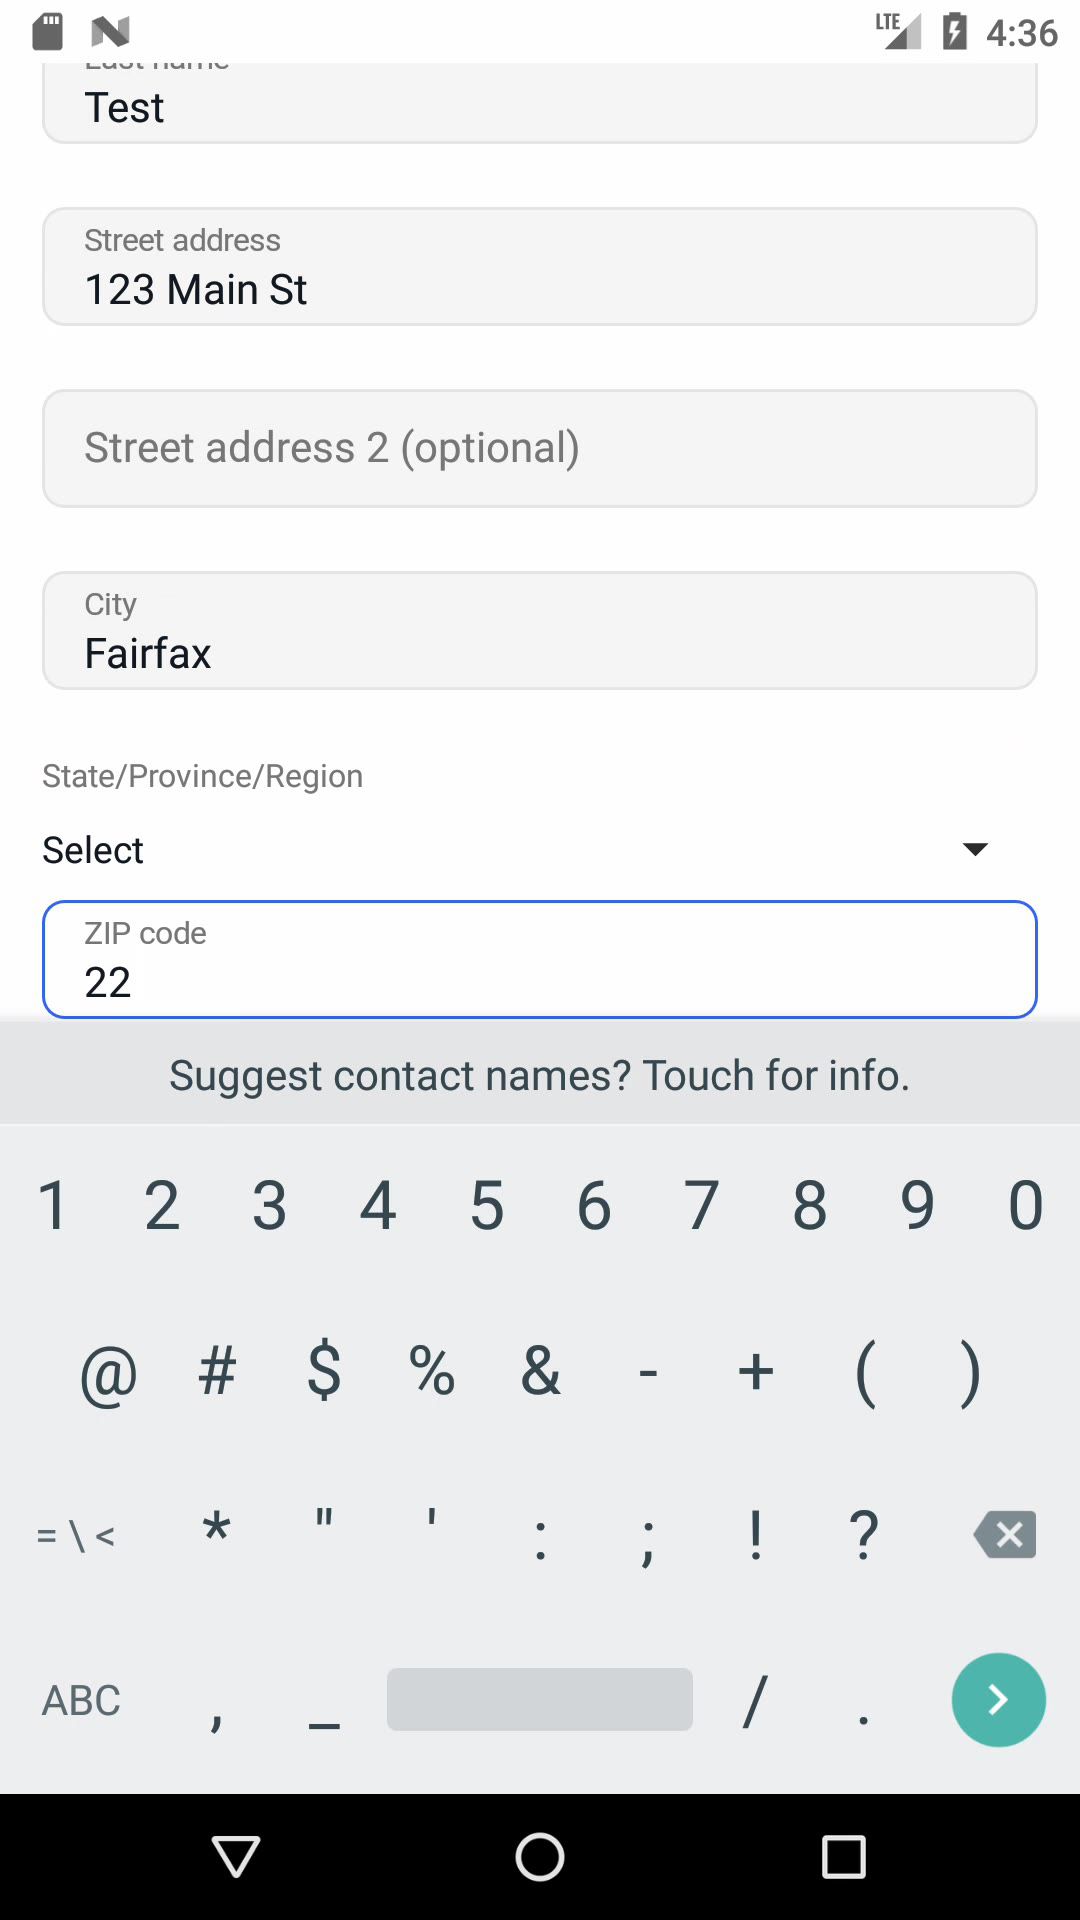 LTE 4:36
Last name
Test
Street address
123 Main St
Street address 2 (optional)
City
Fairfax
State/Province/Region
Select
ZIP code
22
Suggest contact names? Touch for info.
1 2 3 4 5 6 7 8 9 0
@ # $ % & - + ( )
= \ < * " ' : ; ! ?
ABC , _ / .